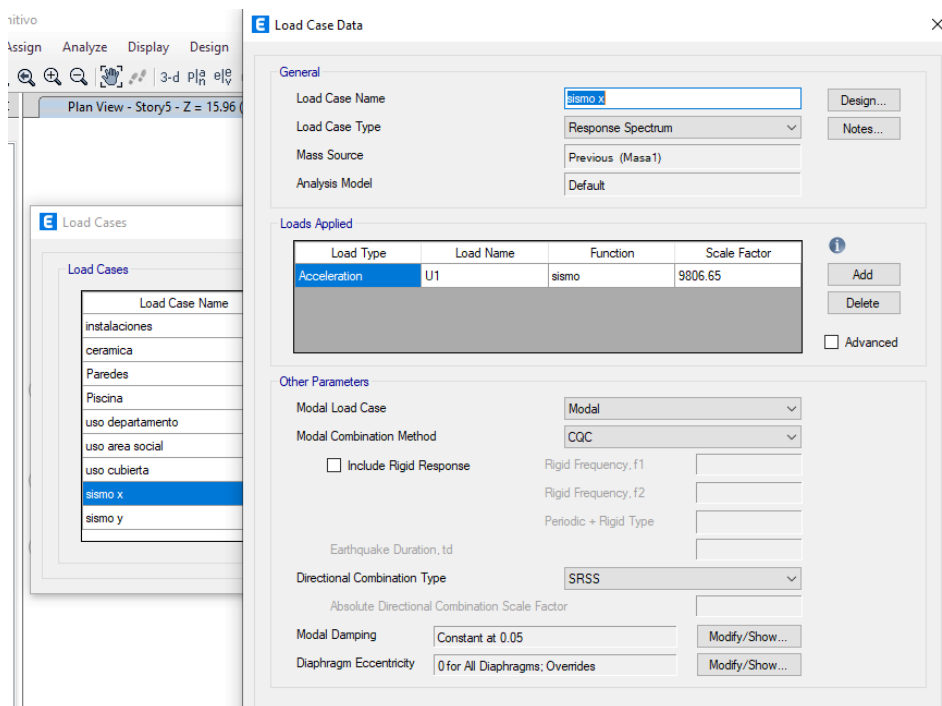 nitivo
Assign Analyze Display Design
3-d
Plan View - Story5 - Z = 15.96 (
E Load Cases
Load Cases
Load Case Name
instalaciones
ceramica
Paredes
Piscina
uso departamento
uso area social
uso cubierta
sismo x
sismo y
E Load Case Data
General
Load Case Name sismo x Design...
Load Case Type Response Spectrum Notes...
Mass Source Previous (Masa1)
Analysis Model Default
Loads Applied
Load Type Load Name Function Scale Factor
Acceleration U1 sismo 9806.65
Add
Delete
Advanced
Other Parameters
Modal Load Case Modal
Modal Combination Method CQC
Include Rigid Response Rigid Frequency, f1
Rigid Frequency, f2
Periodic + Rigid Type
Earthquake Duration, td
Directional Combination Type SRSS
Absolute Directional Combination Scale Factor
Modal Damping Constant at 0.05 Modify/Show...
Diaphragm Eccentricity 0 for All Diaphragms; Overrides Modify/Show...